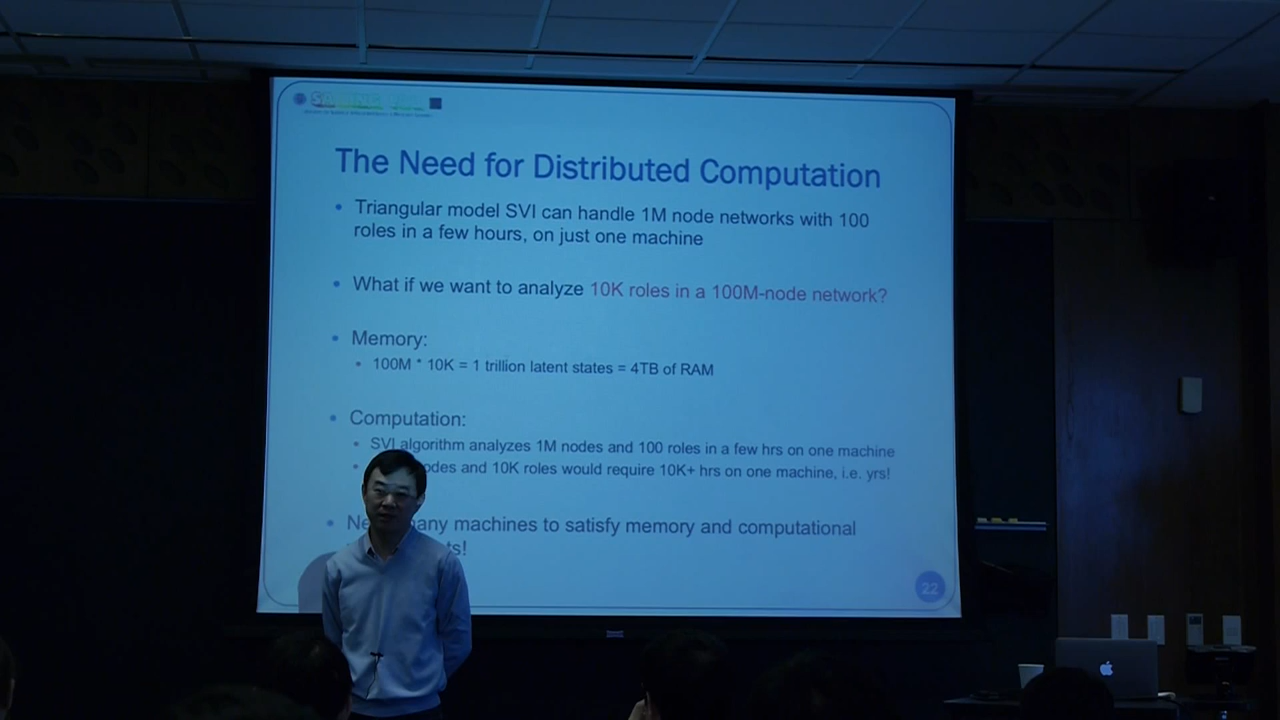 The Need for Distributed Computation
• Triangular model SVI can handle 1M node networks with 100
roles in a few hours, on just one machine
• What if we want to analyze 10K roles in a 100M-node network?
• Memory:
• 100M * 10K = 1 trillion latent states = 4TB of RAM
• Computation:
• SVI algorithm analyzes 1M nodes and 100 roles in a few hrs on one machine
• and 10K roles would require 10K+ hrs on one machine, i.e. yrs!
• machines to satisfy memory and computational
22